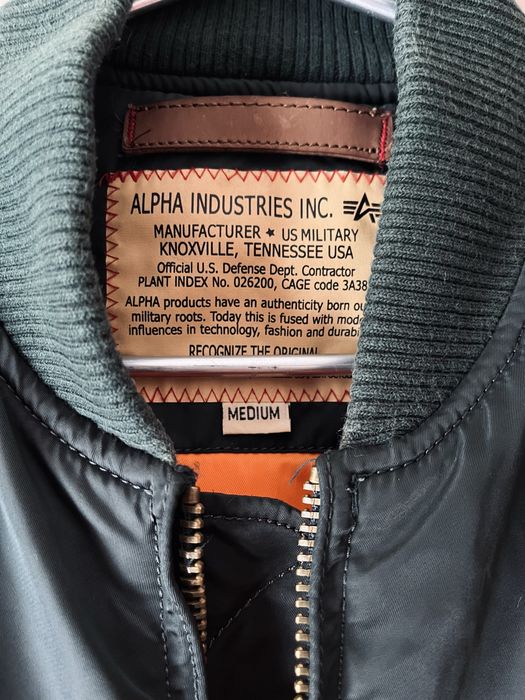 ALPHA INDUSTRIES INC.
MANUFACTURER ★ US MILITARY
KNOXVILLE, TENNESSEE USA
Official U.S. Defense Dept. Contractor
PLANT INDEX No. 026200, CAGE code 3A38
ALPHA products have an authenticity born
military roots. Today this is fused with
influences in technology, fashion and
RECOGNIZE THE ORIGINAL
MEDIUM